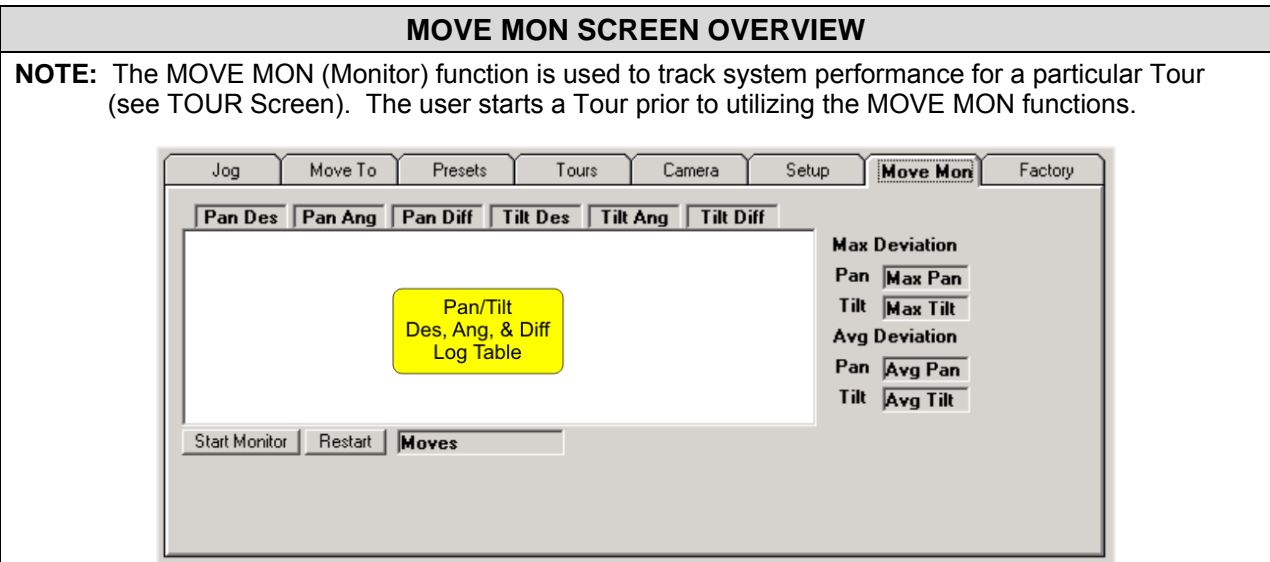 MOVE MON SCREEN OVERVIEW
NOTE: The MOVE MON (Monitor) function is used to track system performance for a particular Tour
(see TOUR Screen). The user starts a Tour prior to utilizing the MOVE MON functions.
Jog Move To Presets Tours Camera Setup Move Mon Factory
Pan Des Pan Ang Pan Diff Tilt Des Tilt Ang Tilt Diff
Pan/Tilt
Des, Ang, & Diff
Log Table
Max Deviation
Pan Max Pan
Tilt Max Tilt
Avg Deviation
Pan Avg Pan
Tilt Avg Tilt
Start Monitor Restart Moves